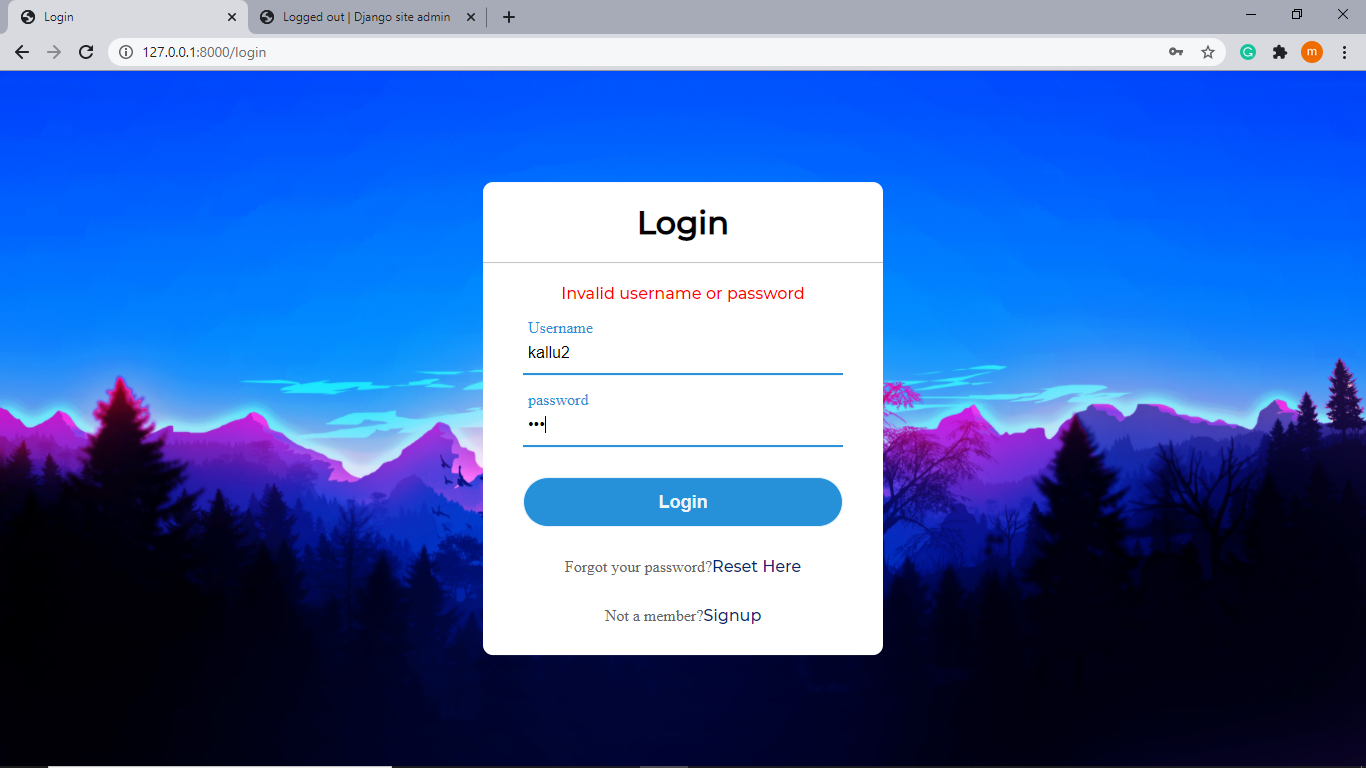 Login
Logged out | Django site admin
127.0.0.1:8000/login
G
m
Login
Invalid username or password
Username
kallu2
password
•••
Login
Forgot your password?Reset Here
Not a member?Signup